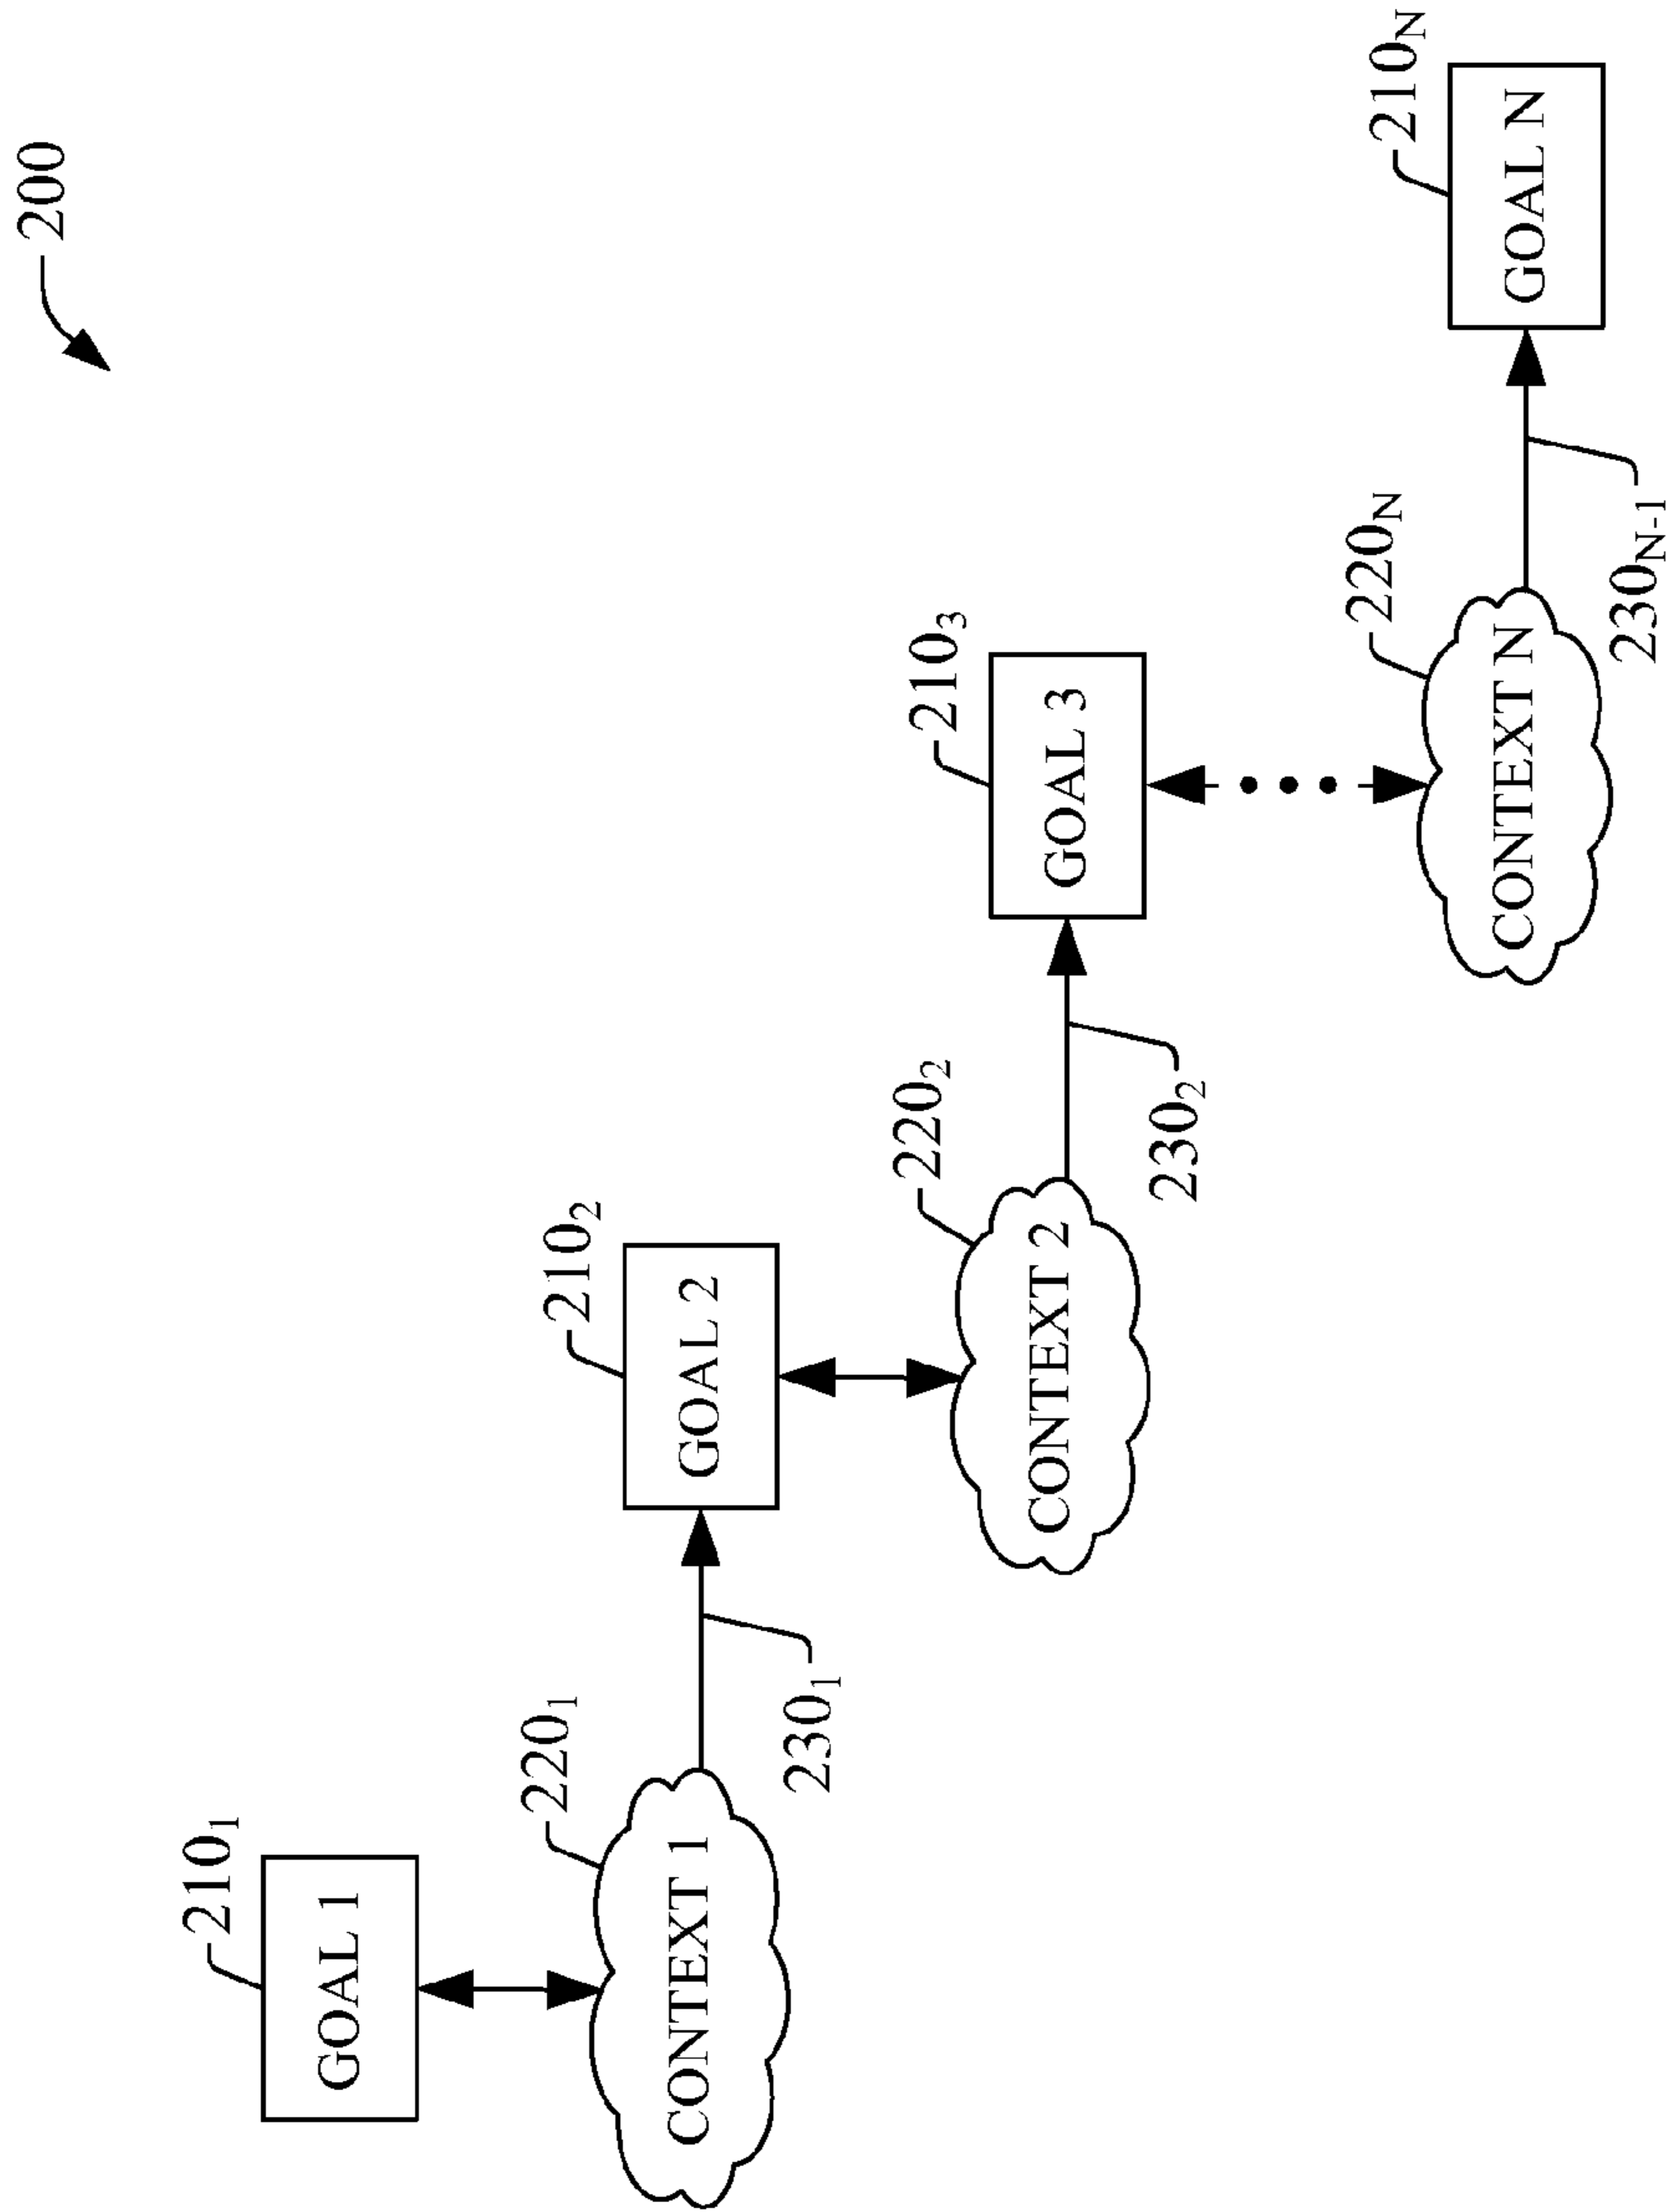 200
210₁
GOAL 1
220₁
CONTEXT 1
230₁
210₂
GOAL 2
220₂
CONTEXT 2
230₂
210₃
GOAL 3
220N
CONTEXT N
230N-1
210N
GOAL N